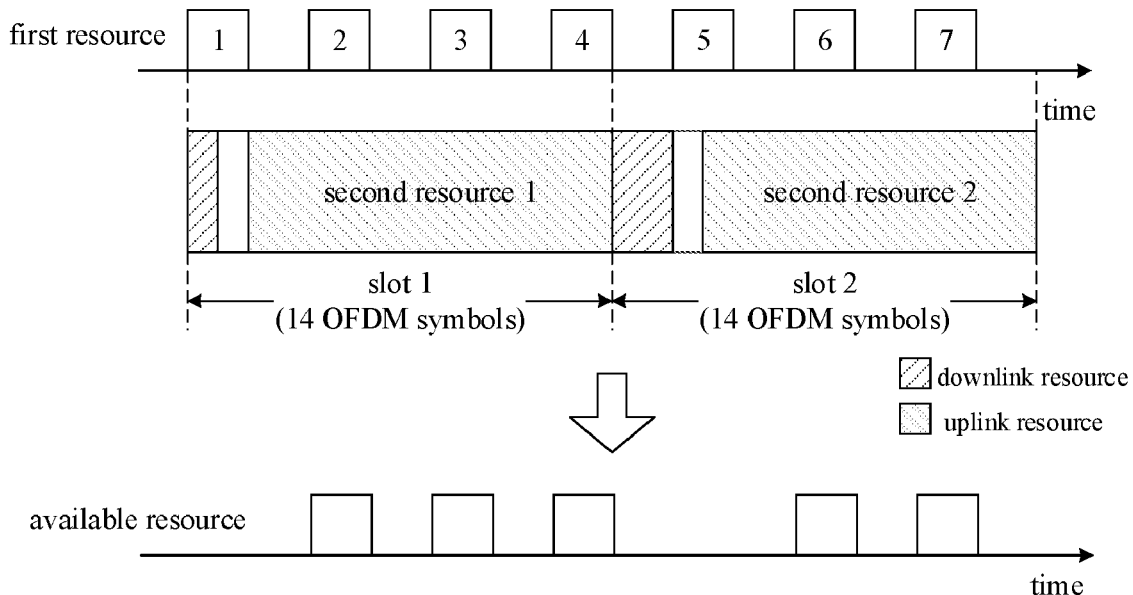 first resource 1 2 3 4 5 6 7
time
second resource 1 second resource 2
slot 1 slot 2
(14 OFDM symbols) (14 OFDM symbols)
downlink resource
uplink resource
available resource
time